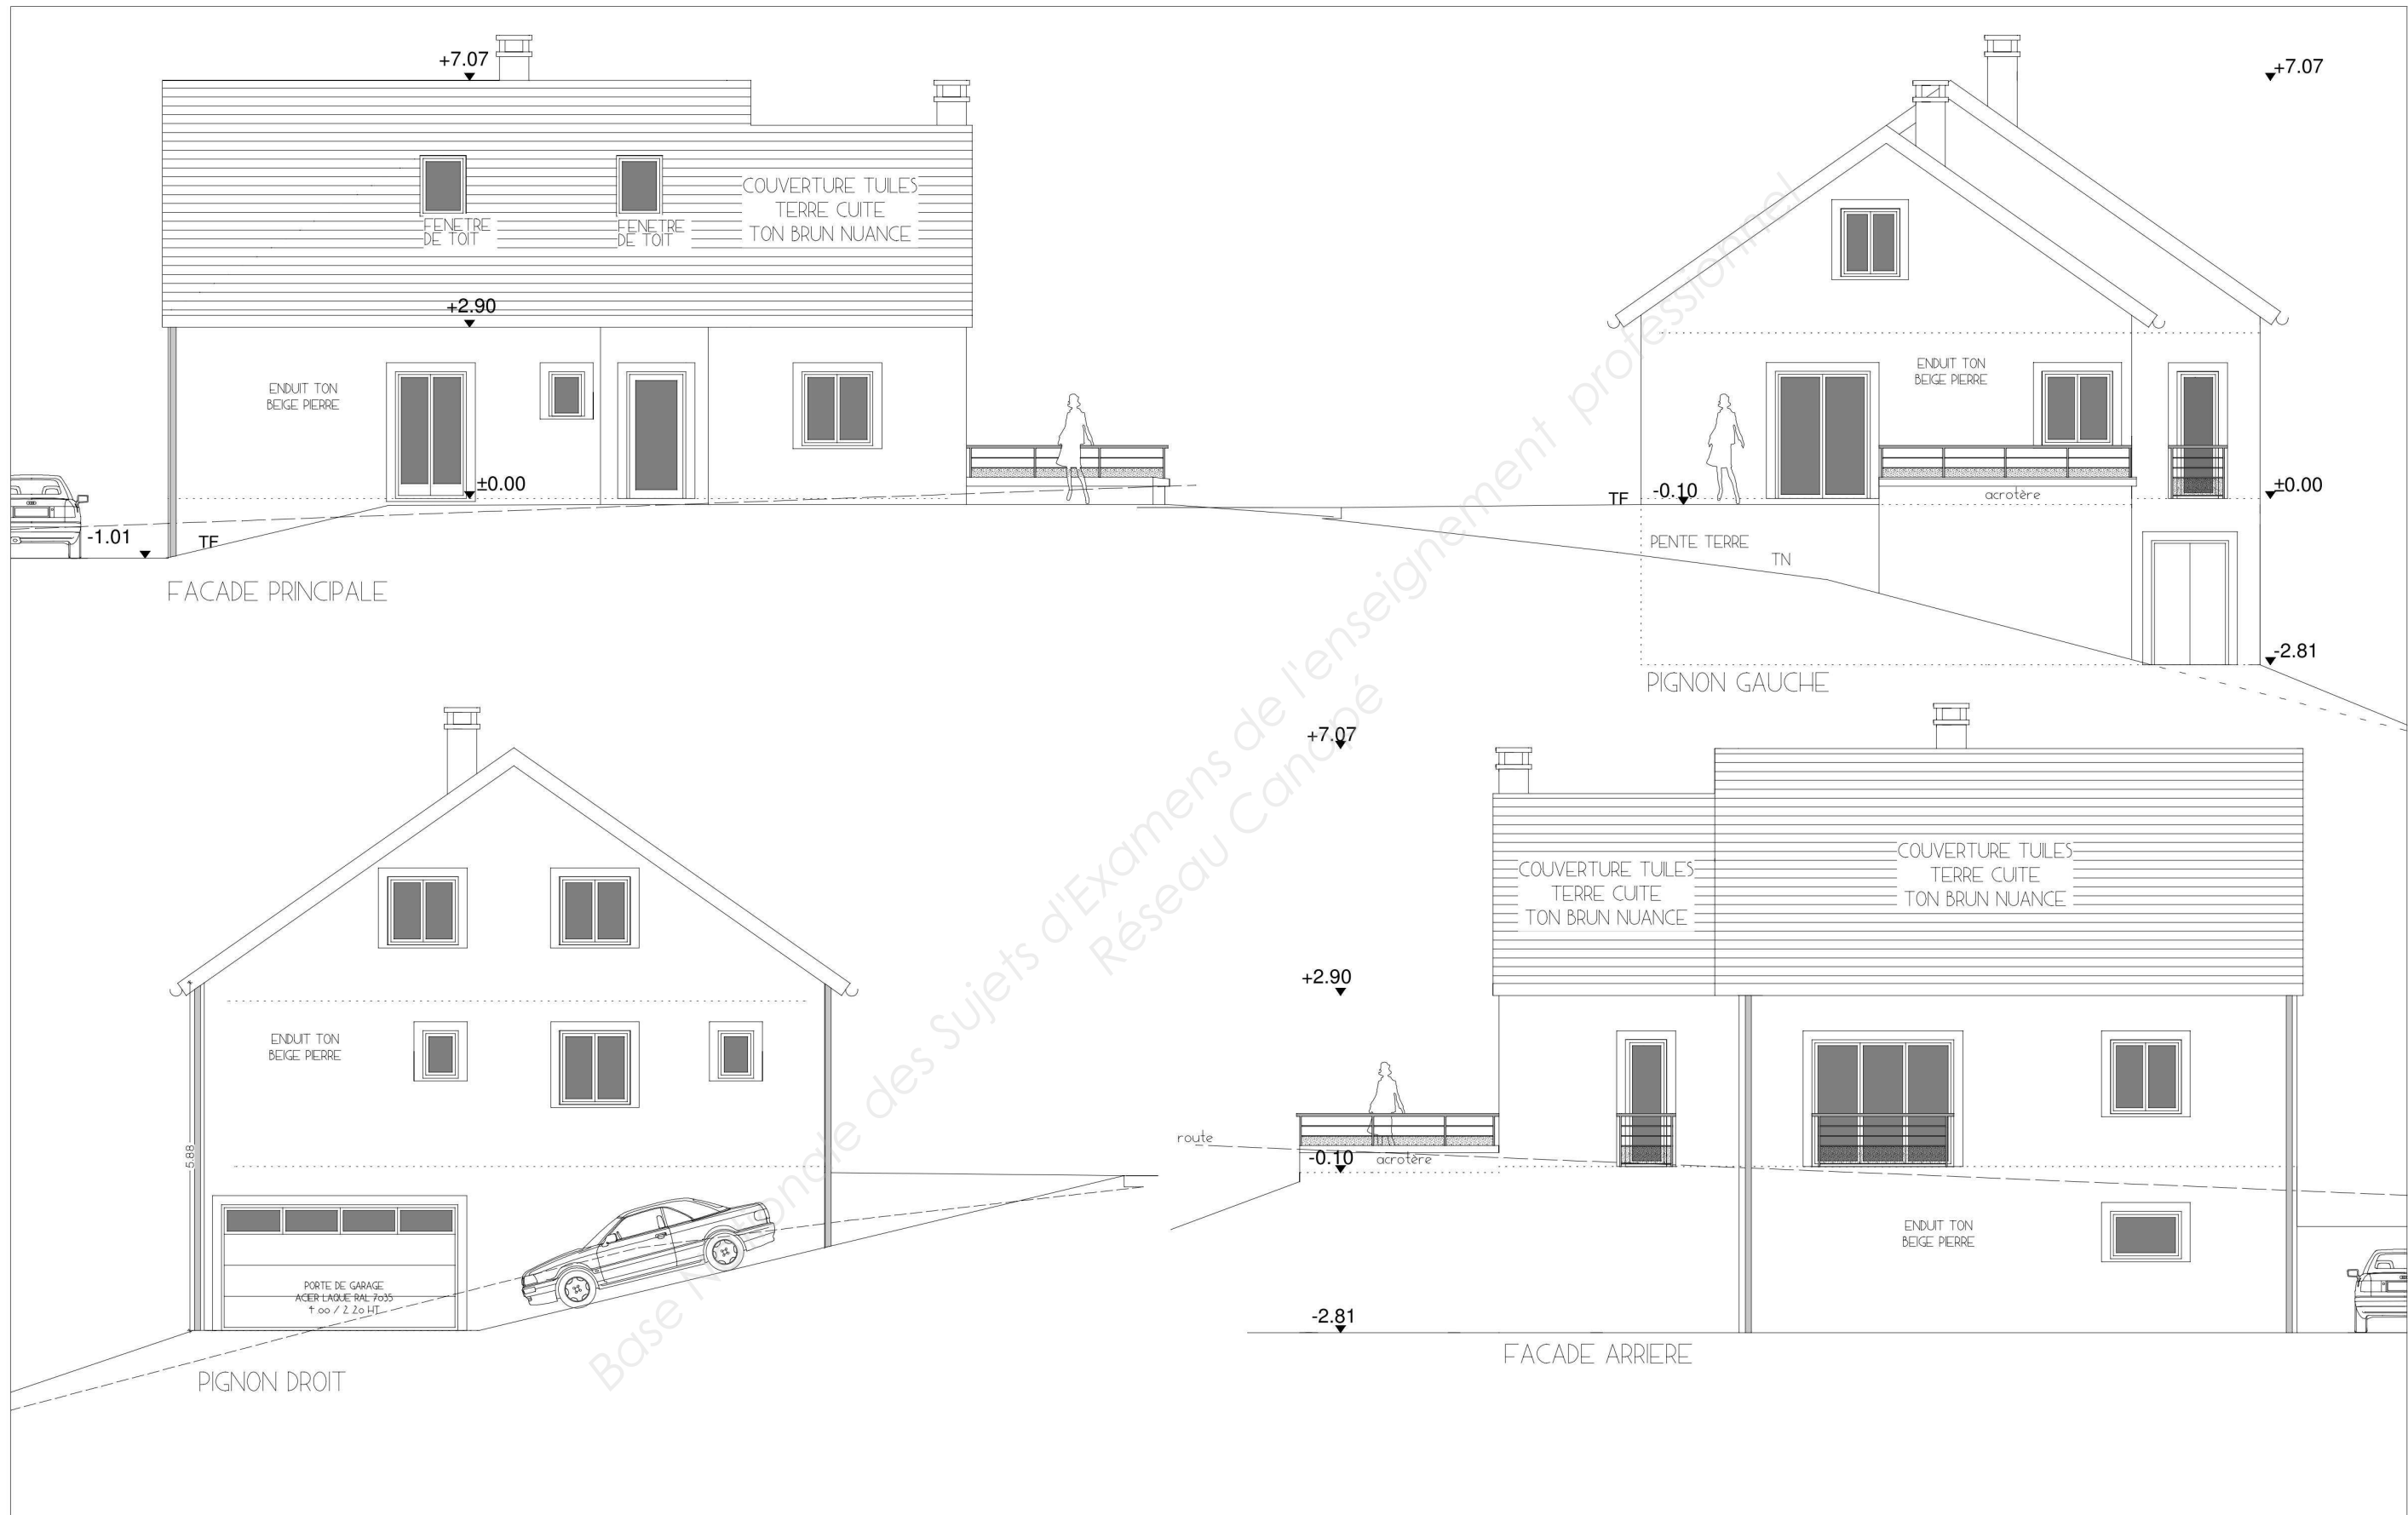 +7.07
+7.07
COUVERTURE TUILES
TERRE CUITE
TON BRUN NUANCE
FENETRE
DE TOIT
FENETRE
DE TOIT
+2.90
ENDUIT TON
BEIGE PIERRE
ENDUIT TON
BEIGE PIERRE
±0.00
±0.00
TF
-0.10
acrotère
-1.01
TF
PENTE TERRE
TN
FACADE PRINCIPALE
-2.81
PIGNON GAUCHE
+7.07
COUVERTURE TUILES
TERRE CUITE
TON BRUN NUANCE
COUVERTURE TUILES
TERRE CUITE
TON BRUN NUANCE
+2.90
ENDUIT TON
BEIGE PIERRE
5.88
route
-0.10
acrotère
ENDUIT TON
BEIGE PIERRE
PORTE DE GARAGE
ACIER LAQUE RAL 7035
4 00 / 2 20 HT
-2.81
PIGNON DROIT
FACADE ARRIERE
Base Nationale des Sujets d'Examens de l'enseignement professionnel
Réseau Canopé